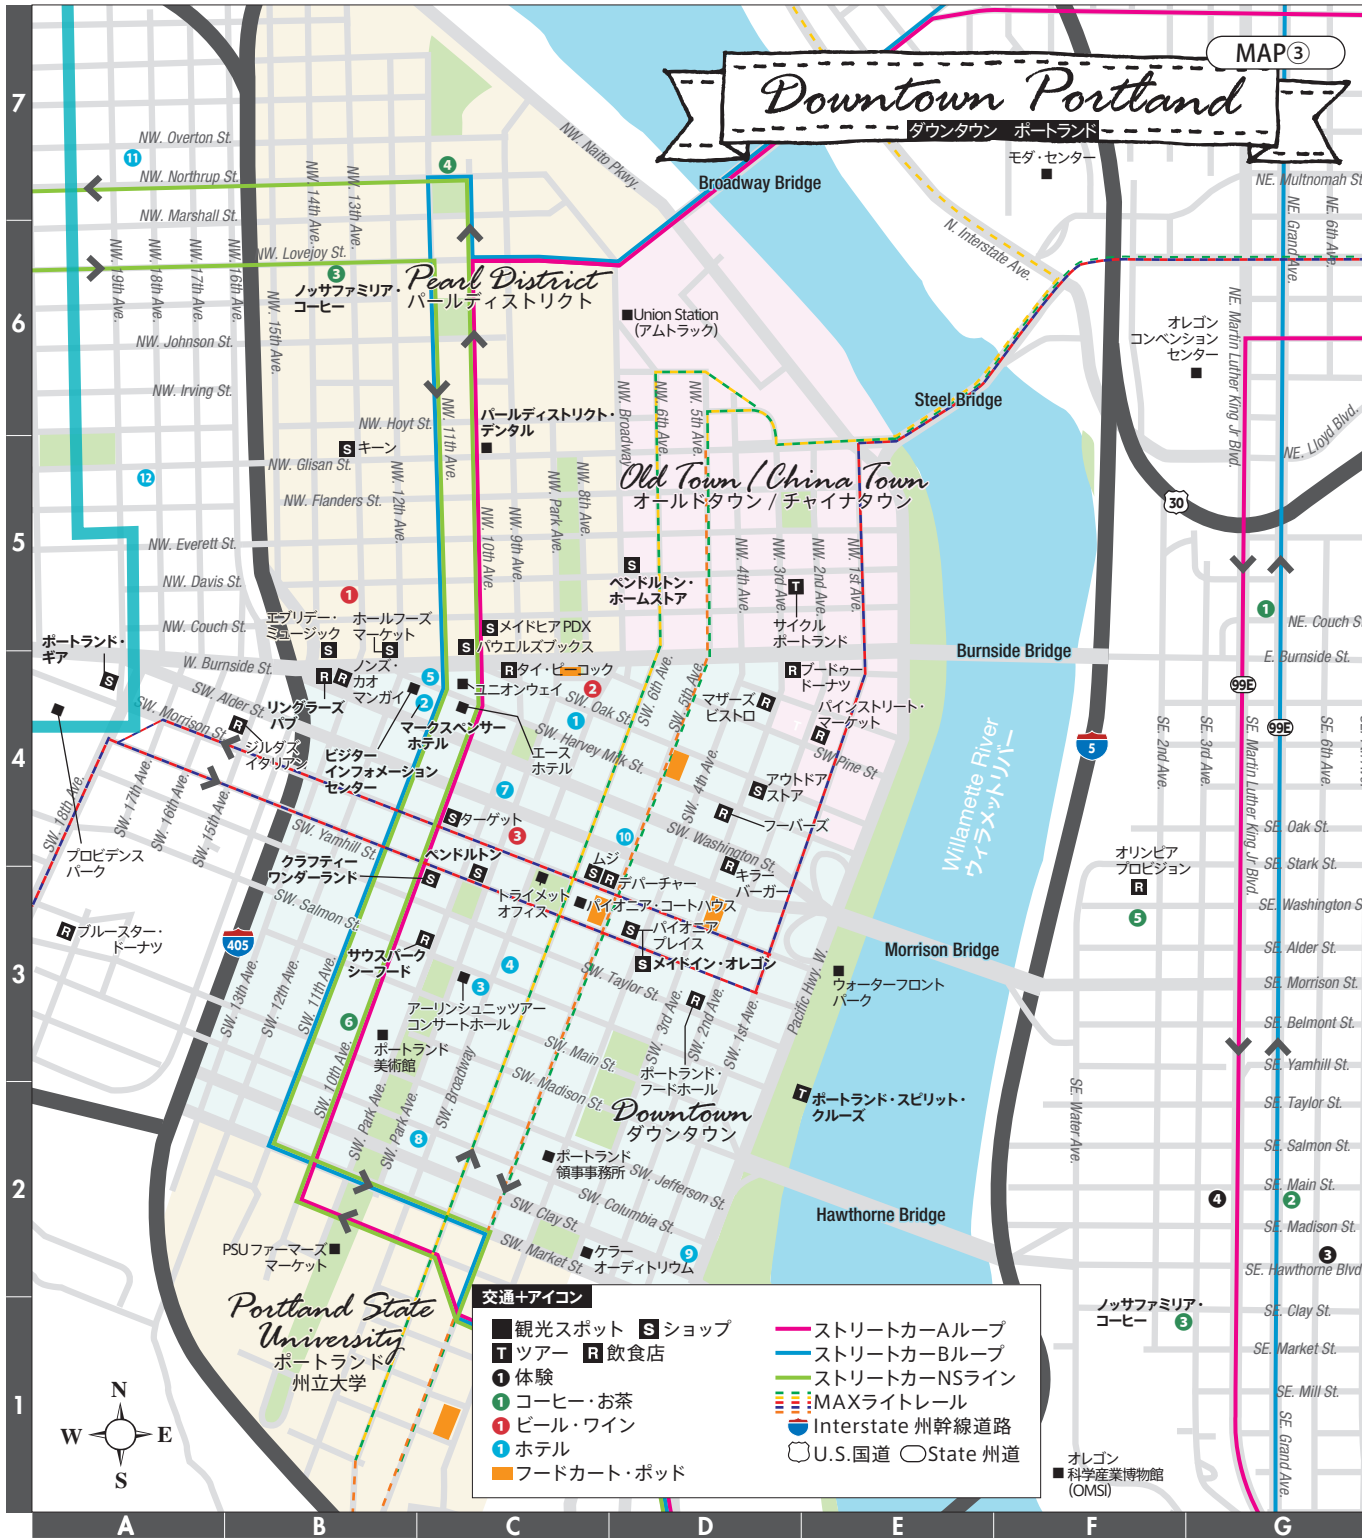 MAP③
Downtown Portland
ダウンタウン ポートランド
7
6
5
4
3
2
1
A
B
C
D
E
F
G
NW. Overton St.
11
NW. Northrup St.
NW. Marshall St.
NW. Lovejoy St.
NW. 14th Ave.
NW. 13th Ave.
4
NW. Naito Pkwy.
Broadway Bridge
モダ・センター
NE. Multnomah St
NE. Grand Ave.
NE. 6th Ave.
N. Interstate Ave.
NW. 19th Ave.
NW. 18th Ave.
NW. 17th Ave.
NW. 16th Ave.
NW. 15th Ave.
3
ノッサファミリア・
コーヒー
Pearl District
パールディストリクト
Union Station
(アムトラック)
オレゴン
コンベンション
センター
NE. Martin Luther King Jr Blvd.
NW. Johnson St.
NW. Irving St.
NW. Hoyt St.
NW. 11th Ave.
パールディストリクト・
デンタル
NW. Broadway
NW. 6th Ave.
NW. 5th Ave.
Steel Bridge
NE. Lloyd Blvd.
S キーン
NW. Glisan St.
12
NW. Flanders St.
NW. 12th Ave.
NW. 10th Ave.
NW. 9th Ave.
NW. Park Ave.
NW. 8th Ave.
Old Town / China Town
オールドタウン / チャイナタウン
30
NW. Everett St.
NW. Davis St.
NW. Couch St.
S
ペンドルトン・
ホームストア
NW. 4th Ave.
NW. 3rd Ave.
NW. 2nd Ave.
NW. 1st Ave.
T
サイクル
ポートランド
1
NE. Couch St
1
エブリデー・
ミュージック
S
ホールフーズ
マーケット
S
S メイドヒア PDX
S パウエルズブックス
ポートランド・
ギア
S
W. Burnside St.
Burnside Bridge
E. Burnside St.
R
リングラーズ
パブ
R
ノンズ・
カオ
マンガイ
5
2
ユニオンウェイ
R タイ・ピーコック
2
1
SW. Oak St.
SW. Harvey Milk St.
SW. 6th Ave.
SW. 5th Ave.
マザーズ
ビストロ
R
R ブードゥー
ドーナツ
パインストリート・
マーケット
R
T
SW Pine St
99E
99E
SW. Alder St.
SW. Morrison St.
R
ジルダズ
イタリアン
ビジター
インフォメーション
センター
マークスペンサー
ホテル
エース
ホテル
Willamette River
ウィラメットリバー
5
SE. 2nd Ave.
SE. 3rd Ave.
SE. Martin Luther King Jr Blvd.
SE. 6th Ave.
SW. 18th Ave.
SW. 17th Ave.
SW. 16th Ave.
SW. 15th Ave.
プロビデンス
パーク
SW. Yamhill St.
7
S ターゲット
3
10
SW. 4th Ave.
S
アウトドア
ストア
R
フーバーズ
SW. Washington St.
R
キラー
バーガー
SE. Oak St.
SE. Stark St.
オリンピア
プロビジョン
R
5
SE. Washington S
クラフティー
ワンダーランド
S
ペンドルトン
S
トライメット
オフィス
ムジ
S R
デパーチャー
パイオニア・コートハウス
S
パイオニア
プレイス
S メイドイン・オレゴン
SW. Salmon St.
R ブルースター・
ドーナツ
405
サウスパーク
シーフード
R
4
3
アーリンシュニッツアー
コンサートホール
SW. Taylor St.
Morrison Bridge
SE. Alder St.
SE. Morrison St.
SE. Belmont St.
ウォーターフロント
パーク
Pacific Hwy. W.
SW. 13th Ave.
SW. 12th Ave.
SW. 11th Ave.
6
ポートランド
美術館
SW. 3rd Ave.
SW. 2nd Ave.
SW. 1st Ave.
R
ポートランド・
フードホール
SW. Main St.
SW. Madison St.
SE. Yamhill St.
SE. Taylor St.
SE. Salmon St.
SE. Water Ave.
SW. 10th Ave.
SW. Park Ave.
SW. Park Ave.
SW. Broadway
8
Downtown
ダウンタウン
T ポートランド・スピリット・
クルーズ
ポートランド
領事事務所
SW. Jefferson St.
SW. Columbia St.
SW. Clay St.
SW. Market St.
Hawthorne Bridge
SE. Main St.
4
2
SE. Madison St.
3
SE. Hawthorne Blvd
PSUファーマーズ
マーケット
ケラー
オーディトリウム
9
Portland State
University
ポートランド
州立大学
ノッサファミリア・
コーヒー
3
SE. Clay St.
SE. Market St.
SE. Mill St.
SE. Grand Ave.
オレゴン
科学産業博物館
(OMSI)
N
W
E
S
交通+アイコン
観光スポット S ショップ
T ツアー R 飲食店
1 体験
1 コーヒー・お茶
1 ビール・ワイン
1 ホテル
フードカート・ポッド
ストリートカーAループ
ストリートカーBループ
ストリートカーNSライン
MAXライトレール
Interstate 州幹線道路
U.S.国道 State 州道